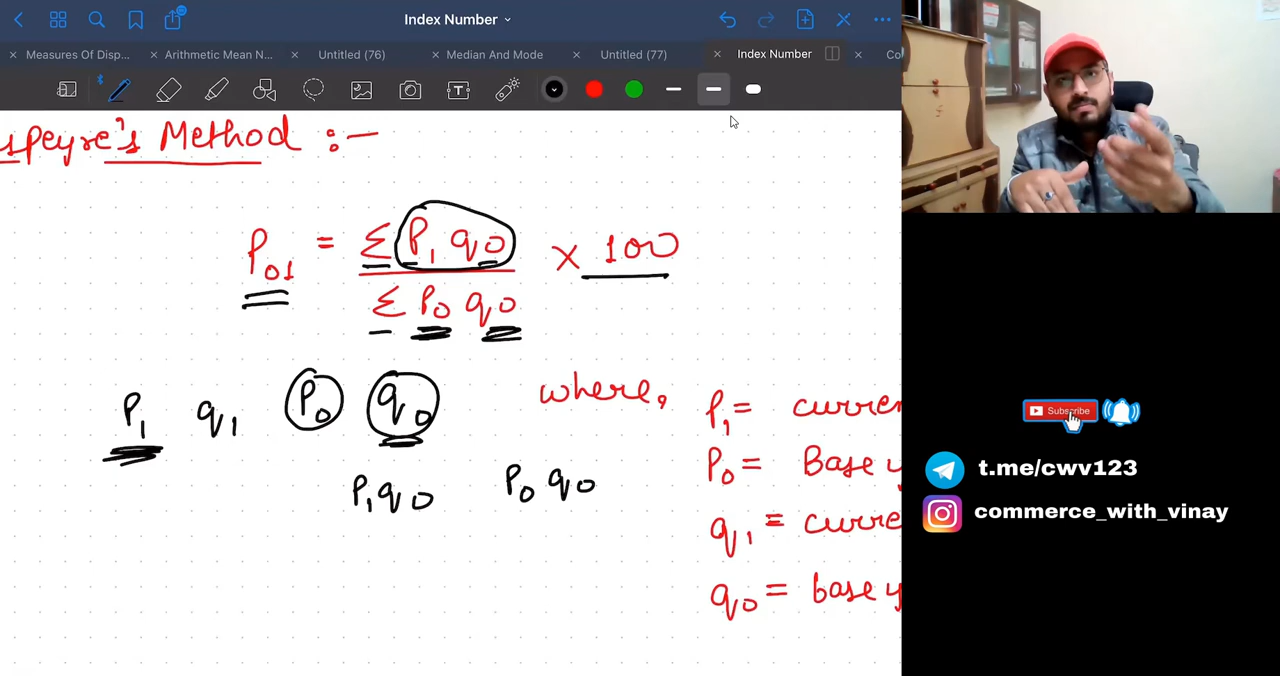 Index Number
Measures Of Disp...
Arithmetic Mean N...
Untitled (76)
Median And Mode
Untitled (77)
Index Number
Co
speyre's Method :-
P01 = Σ P1 q0 / Σ P0 q0 × 100
P1 q1 P0 q0
where,
P1 = curren
P0 = Base y
q1 = curre
q0 = base y
P1q0 P0 q0
Subscribe
t.me/cwv123
commerce_with_vinay